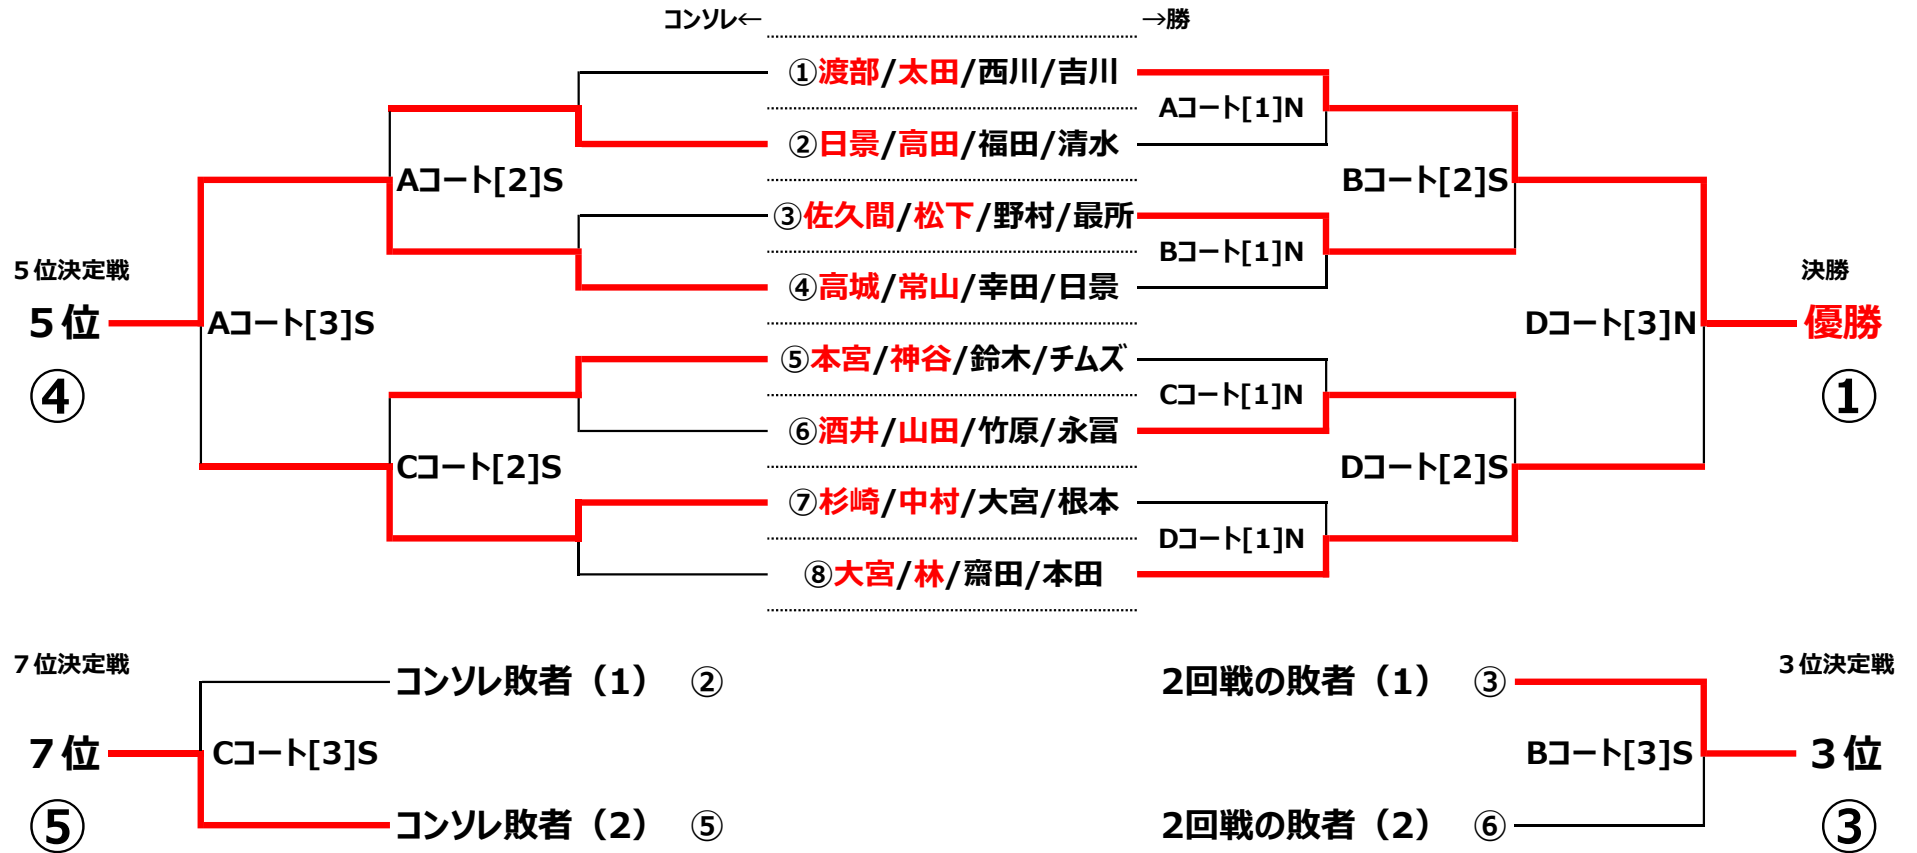 コンソレ← →勝
①渡部/太田/西川/吉川
Aコート[1]N
②日景/高田/福田/清水
Aコート[2]S
Bコート[2]S
③佐久間/松下/野村/最所
Bコート[1]N
５位決定戦
決勝
④高城/常山/幸田/日景
５位
Aコート[3]S
Dコート[3]N
優勝
⑤本宮/神谷/鈴木/チムズ
④
Cコート[1]N
①
⑥酒井/山田/竹原/永冨
Cコート[2]S
Dコート[2]S
⑦杉崎/中村/大宮/根本
Dコート[1]N
⑧大宮/林/齋田/本田
７位決定戦
コンソレ敗者（1） ②
2回戦の敗者（1） ③
３位決定戦
７位
Cコート[3]S
Bコート[3]S
３位
⑤
コンソレ敗者（2） ⑤
2回戦の敗者（2） ⑥
③